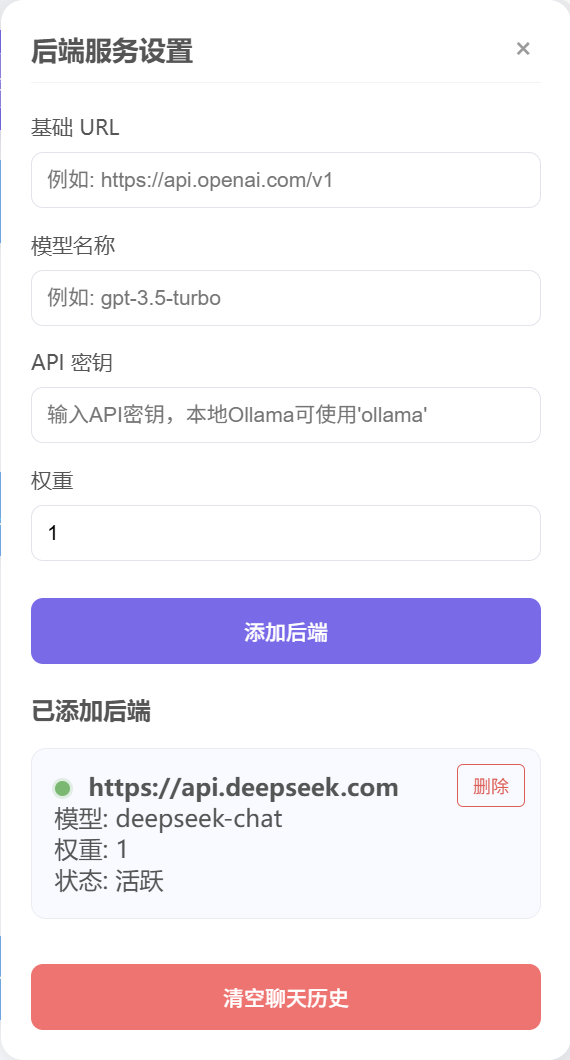 后端服务设置
×
基础 URL
例如: https://api.openai.com/v1
模型名称
例如: gpt-3.5-turbo
API 密钥
输入API密钥，本地Ollama可使用'ollama'
权重
1
添加后端
已添加后端
https://api.deepseek.com
删除
模型: deepseek-chat
权重: 1
状态: 活跃
清空聊天历史